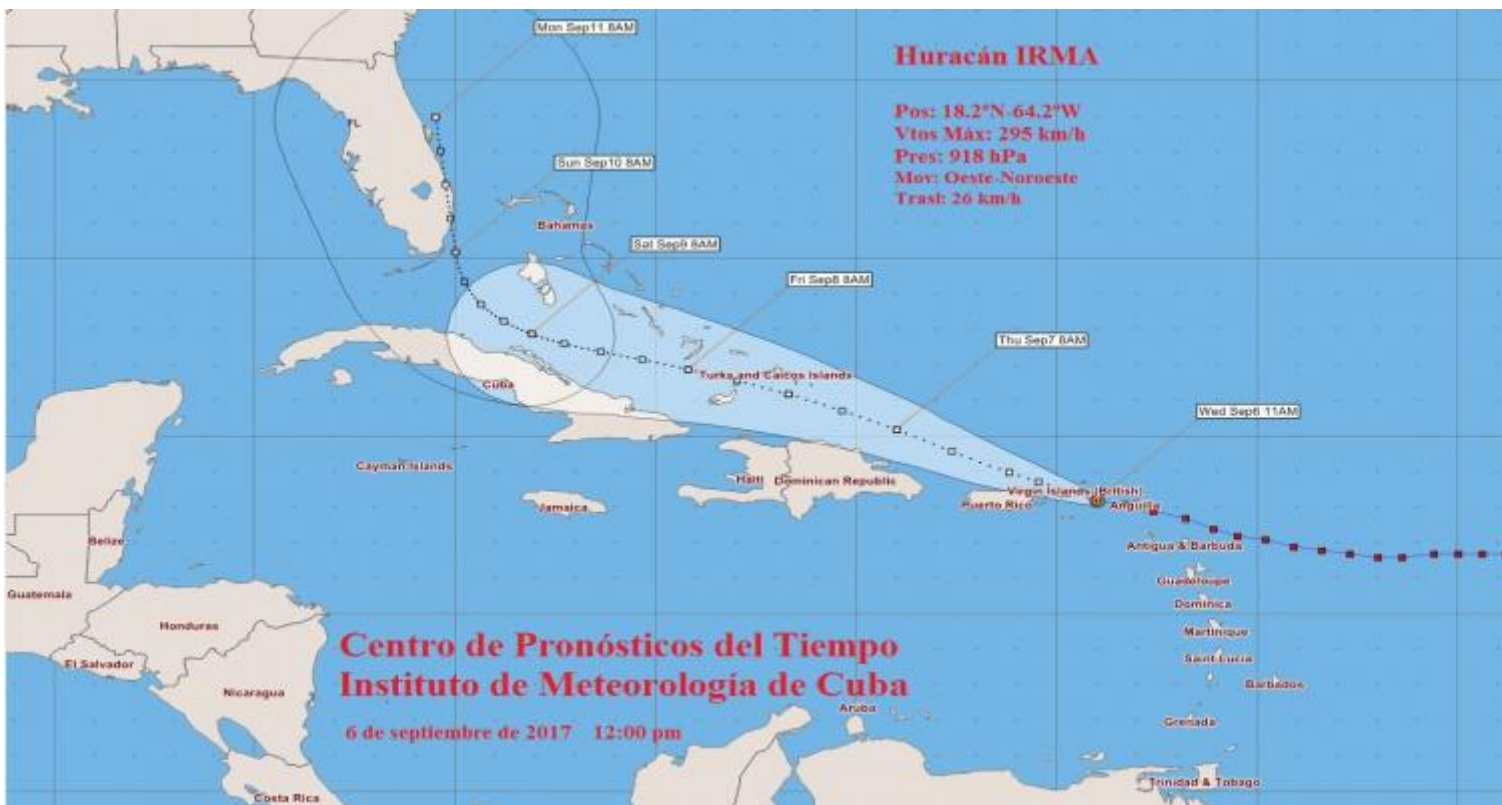 Mon Sep11 8AM
Huracán IRMA
Pos: 18.2ºN-64.2ºW
Vtos Máx: 295 km/h
Pres: 918 hPa
Mov: Oeste-Noroeste
Trasl: 26 km/h
FL
Sun Sep10 8AM
Bahamas
Sat Sep9 8AM
Fri Sep8 8AM
Thu Sep7 8AM
Turks and Caicos Islands
Cuba
Wed Sep6 11AM
Cayman Islands
Haiti
Dominican Republic
Jamaica
Virgin Islands (British)
Puerto Rico
Anguilla
Belize
Antigua & Barbuda
Guadeloupe
Guatemala
Dominica
Honduras
Martinique
El Salvador
Saint Lucia
Nicaragua
Barbados
Centro de Pronósticos del Tiempo
Instituto de Meteorología de Cuba
6 de septiembre de 2017 12:00 pm
Aruba
Grenada
Trinidad & Tobago
Costa Rica